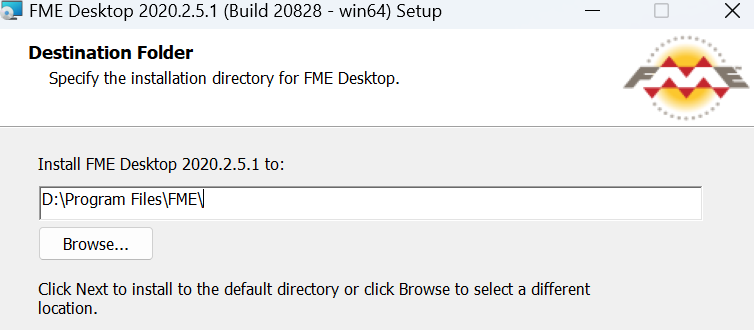 FME Desktop 2020.2.5.1 (Build 20828 - win64) Setup
Destination Folder
Specify the installation directory for FME Desktop.
FME
Install FME Desktop 2020.2.5.1 to:
D:\Program Files\FME\
Browse...
Click Next to install to the default directory or click Browse to select a different
location.